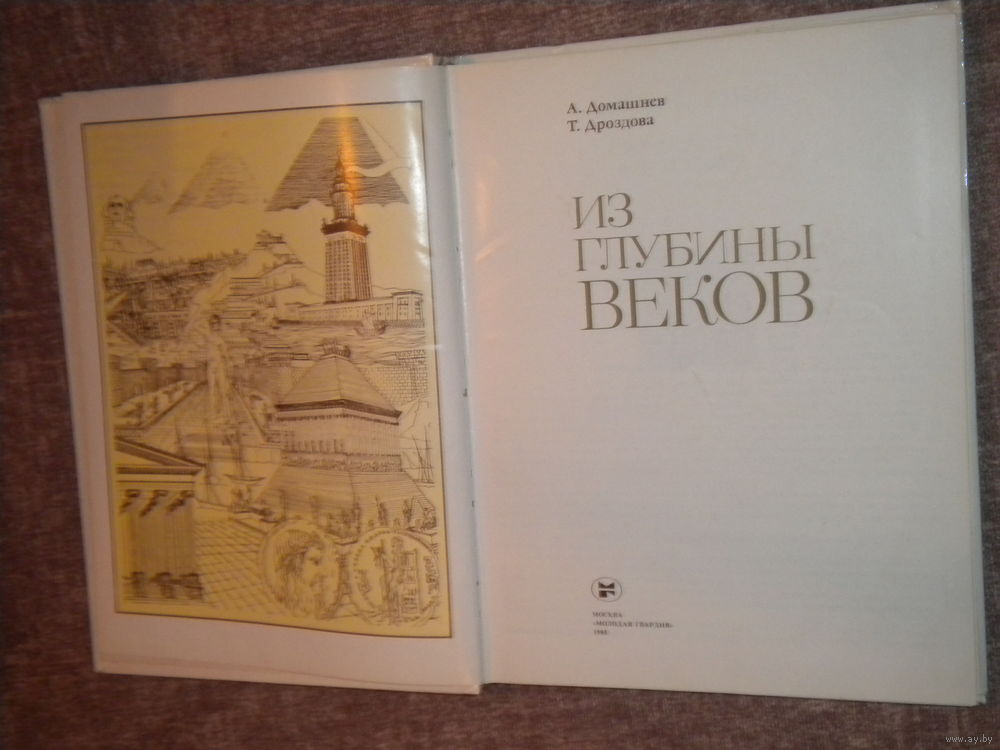 А. Домашнев
Т. Дроздова
ИЗ
ГЛУБИНЫ
ВЕКОВ
МОСКВА
«МОЛОДАЯ ГВАРДИЯ»
www.ay.by